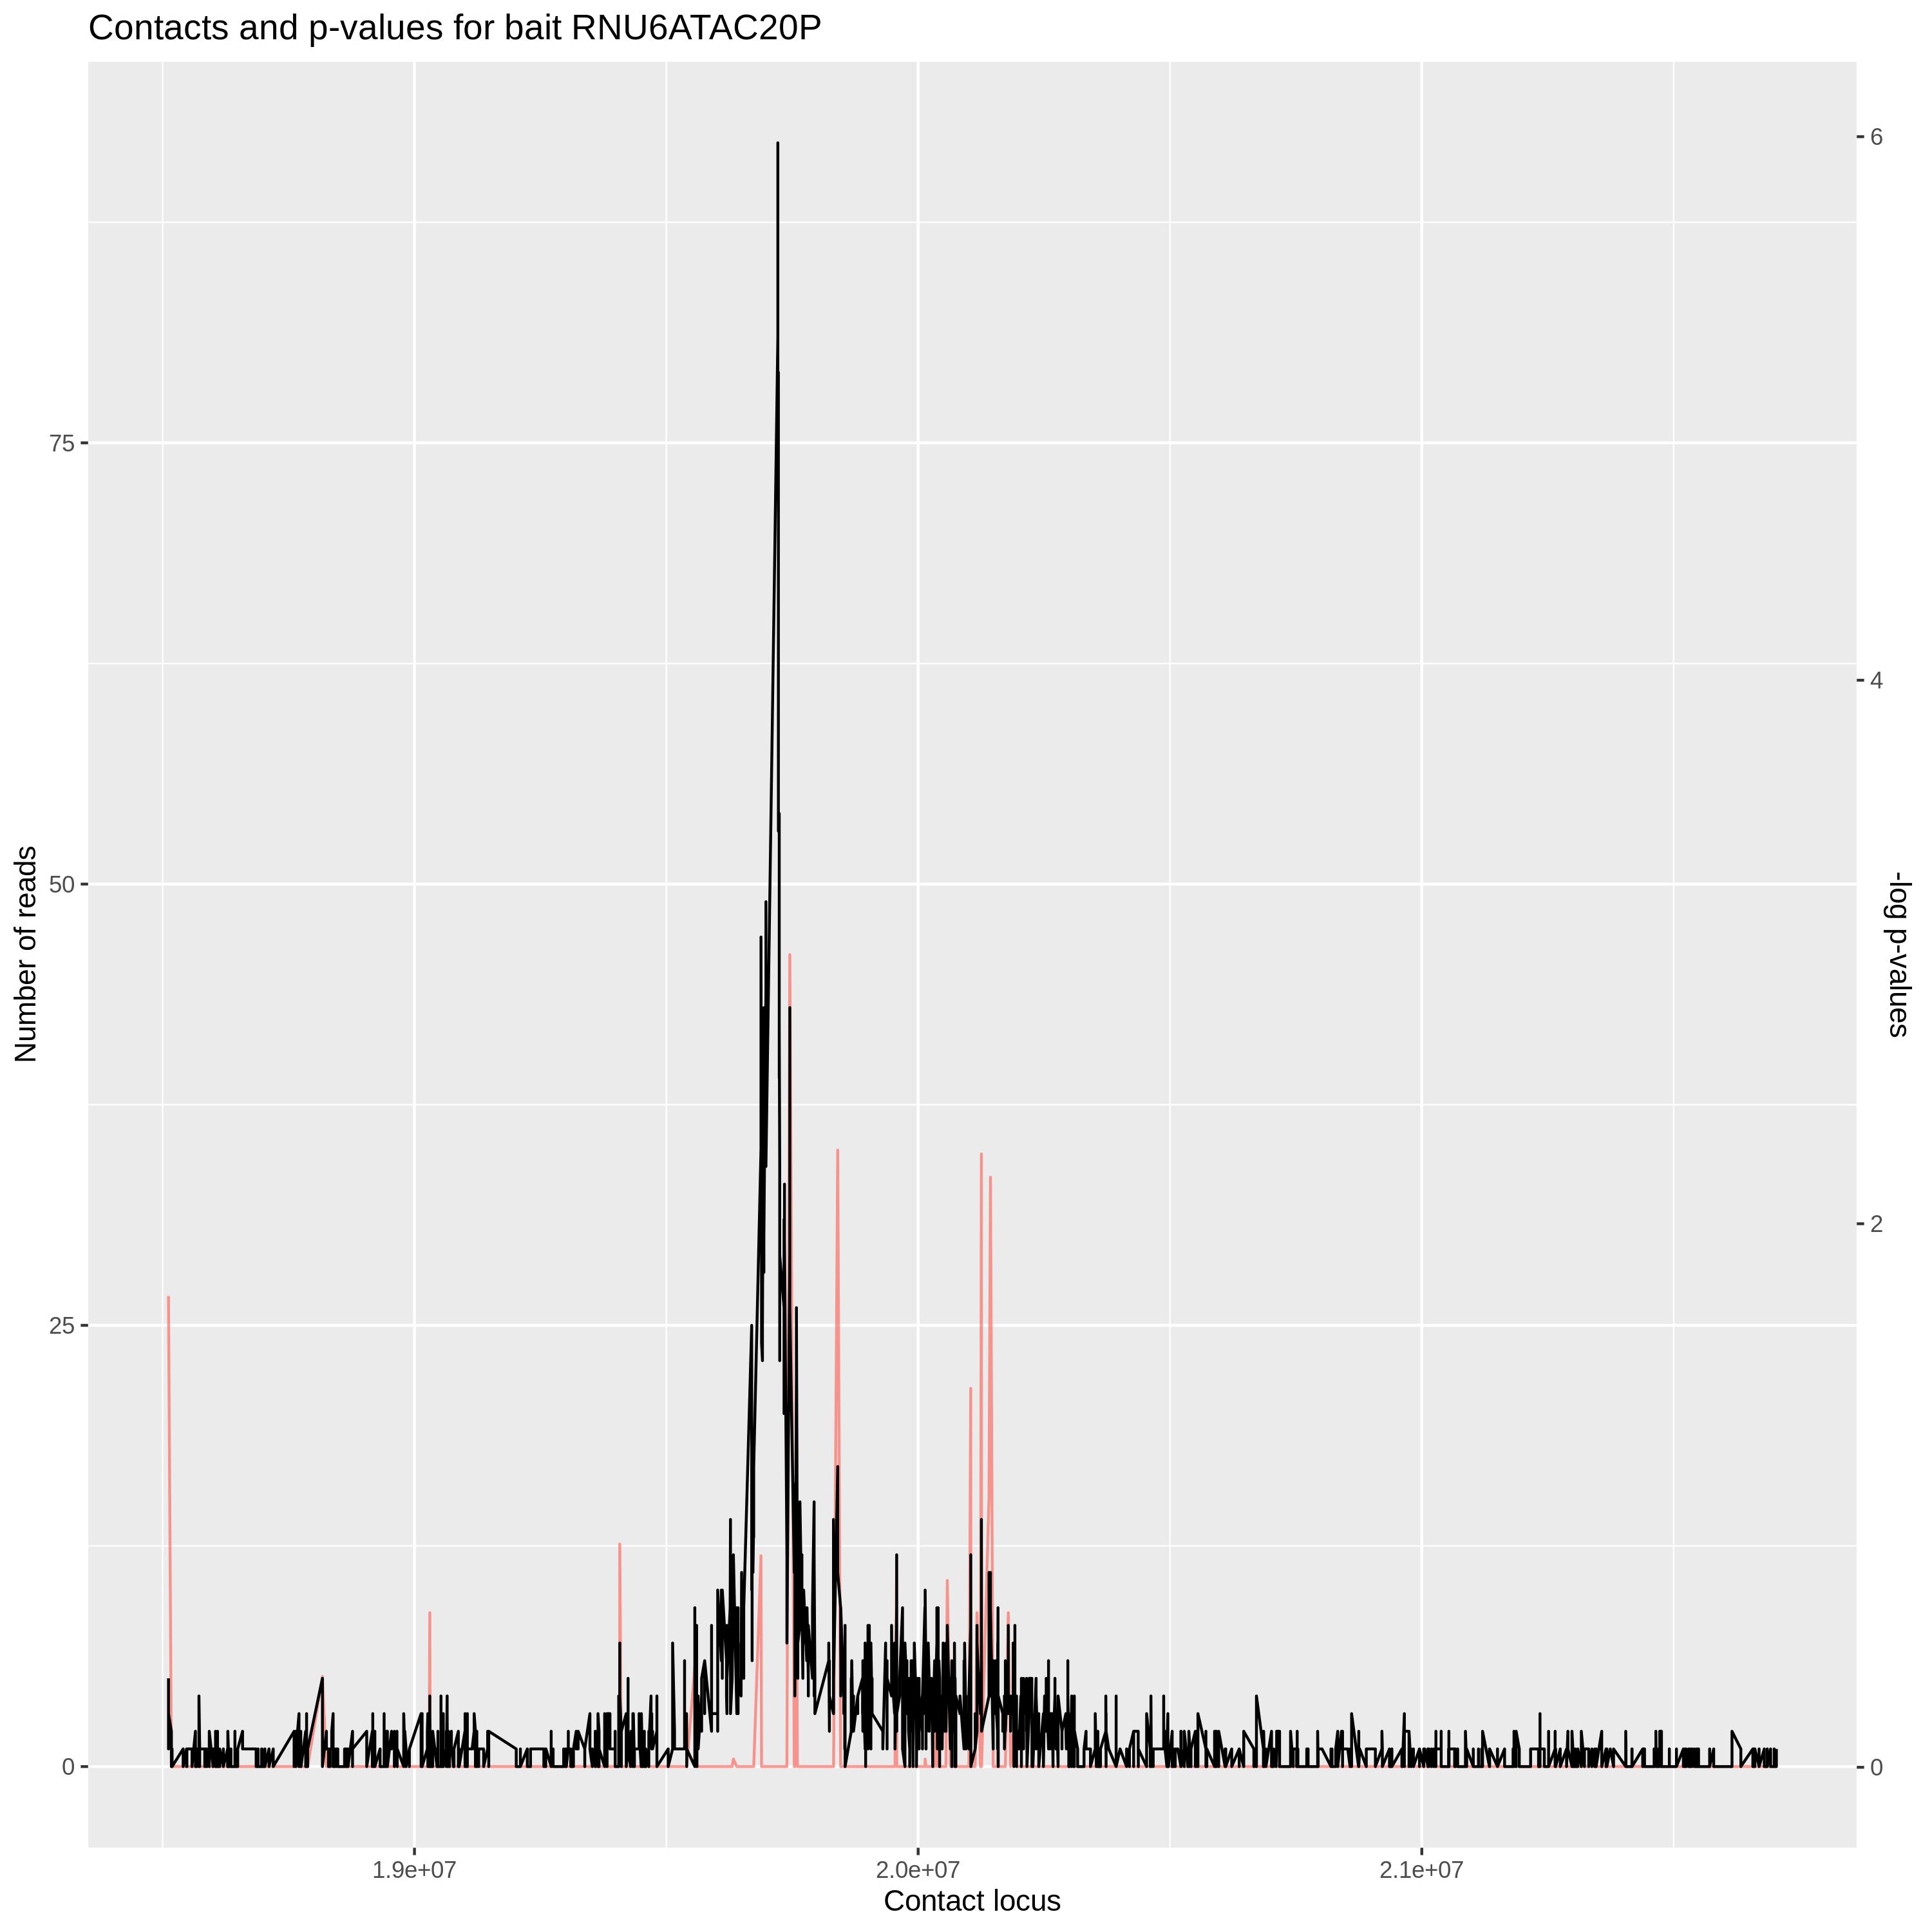 Contacts and p-values for bait RNU6ATAC20P
6
75
4
50
Number of reads
-log p-values
2
25
0
0
1.9e+07
2.0e+07
2.1e+07
Contact locus